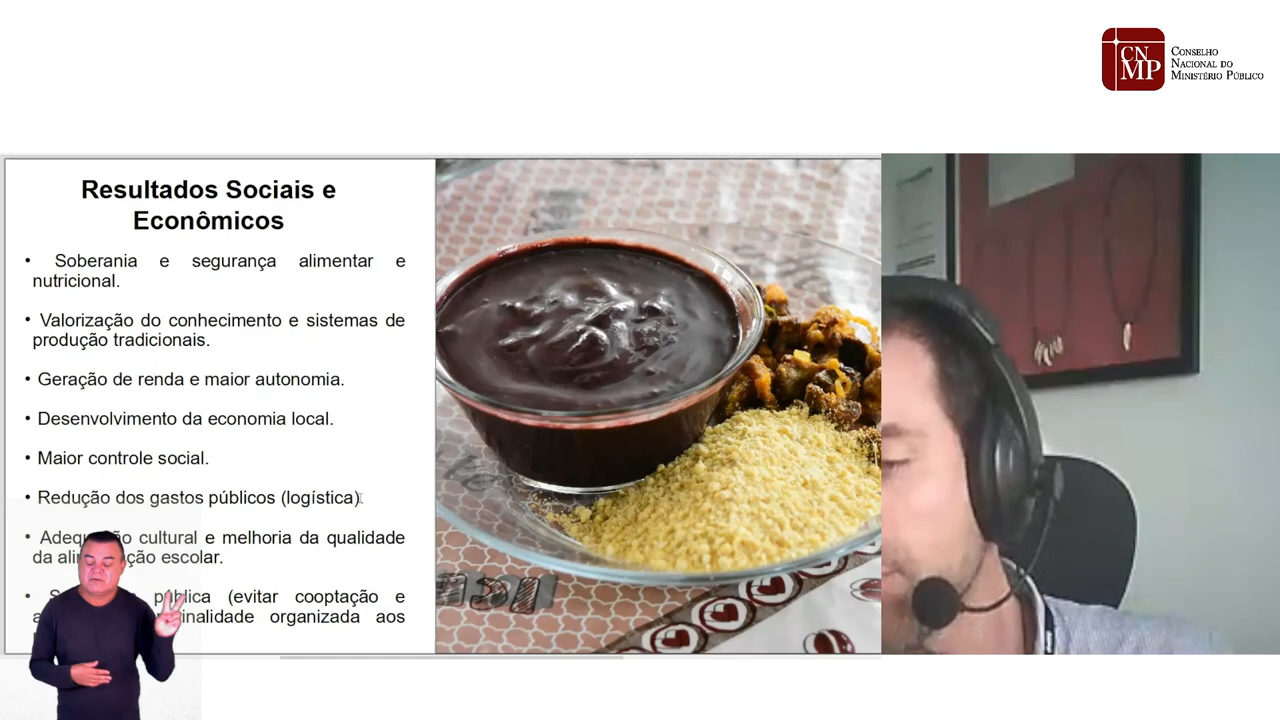 CN
MP
CONSELHO
NACIONAL DO
MINISTÉRIO PÚBLICO
Resultados Sociais e
Econômicos
• Soberania e segurança alimentar e
nutricional.
• Valorização do conhecimento e sistemas de
produção tradicionais.
• Geração de renda e maior autonomia.
• Desenvolvimento da economia local.
• Maior controle social.
• Redução dos gastos públicos (logística)
• cultural e melhoria da qualidade
da escolar.
• pública (evitar cooptação e
organizada aos